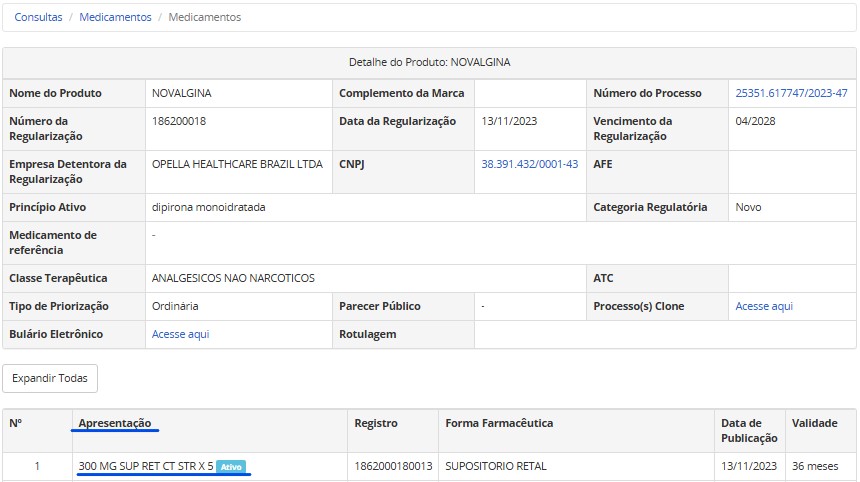 Consultas / Medicamentos / Medicamentos
Detalhe do Produto: NOVALGINA
Nome do Produto NOVALGINA Complemento da Marca Número do Processo 25351.617747/2023-47
Número da Regularização 186200018 Data da Regularização 13/11/2023 Vencimento da Regularização 04/2028
Empresa Detentora da Regularização OPELLA HEALTHCARE BRAZIL LTDA CNPJ 38.391.432/0001-43 AFE
Princípio Ativo dipirona monoidratada Categoria Regulatória Novo
Medicamento de referência -
Classe Terapêutica ANALGESICOS NAO NARCOTICOS ATC
Tipo de Priorização Ordinária Parecer Público - Processo(s) Clone Acesse aqui
Bulário Eletrônico Acesse aqui Rotulagem
Expandir Todas
Nº Apresentação Registro Forma Farmacêutica Data de Publicação Validade
1 300 MG SUP RET CT STR X 5 Ativo 1862000180013 SUPOSITORIO RETAL 13/11/2023 36 meses